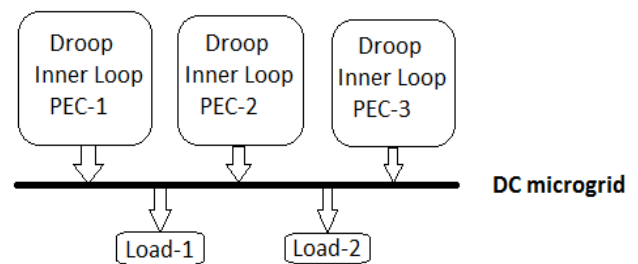 Droop
Inner Loop
PEC-1
Droop
Inner Loop
PEC-2
Droop
Inner Loop
PEC-3
DC microgrid
Load-1
Load-2